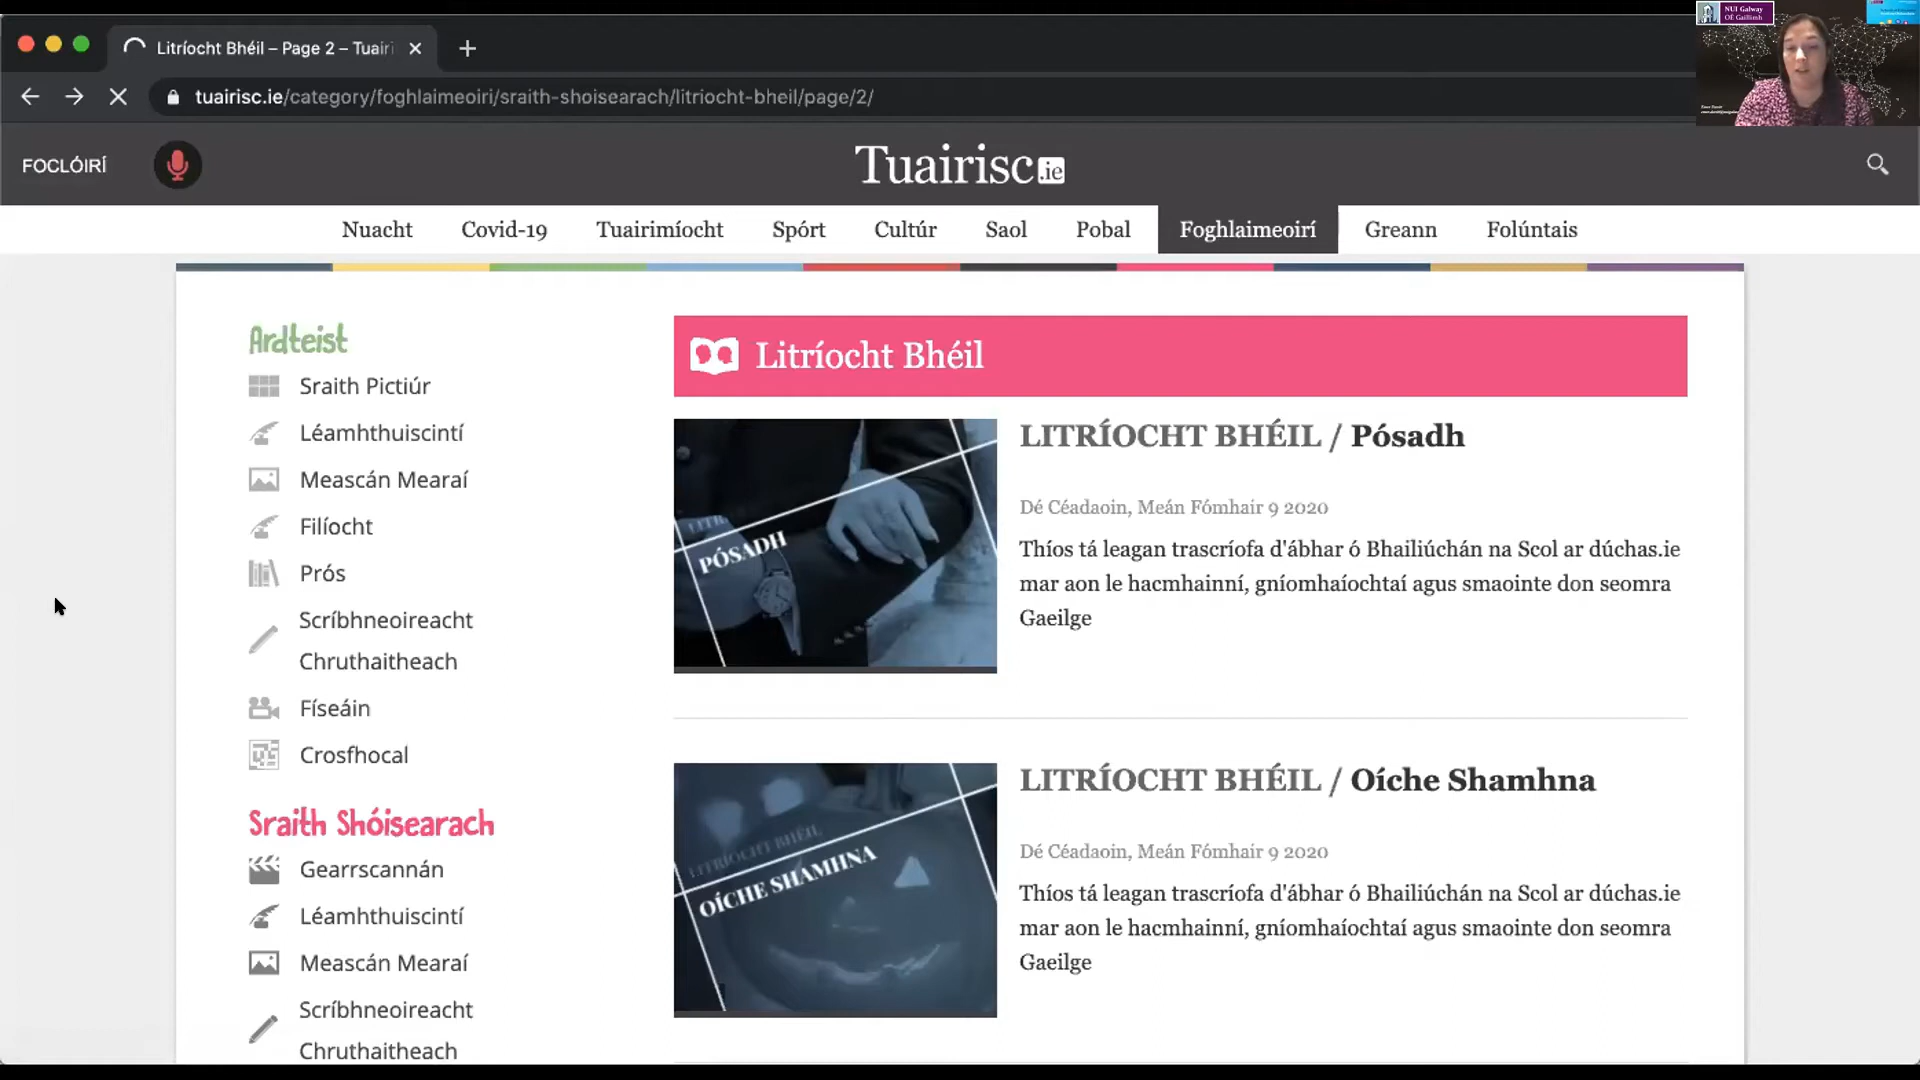 Litríocht Bhéil – Page 2 – Tuairi
tuairisc.ie/category/foghlaimeoiri/sraith-shoisearach/litriocht-bheil/page/2/
NUI Galway
OÉ Gaillimh
FOCLÓIRÍ
Tuairisc.ie
Nuacht Covid-19 Tuairimíocht Spórt Cultúr Saol Pobal Foghlaimeoirí Greann Folúntais
Ardteist
Sraith Pictiúr
Léamhthuiscintí
Meascán Mearaí
Filíocht
Prós
Scríbhneoireacht
Chruthaitheach
Físeáin
Crosfhocal
Sraith Shóisearach
Gearrscannán
Léamhthuiscintí
Meascán Mearaí
Scríbhneoireacht
Chruthaitheach
Litríocht Bhéil
PÓSADH
LITRÍOCHT BHÉIL / Pósadh
Dé Céadaoin, Meán Fómhair 9 2020
Thíos tá leagan trascríofa d'ábhar ó Bhailiúchán na Scol ar dúchas.ie
mar aon le hacmhainní, gníomhaíochtaí agus smaointe don seomra
Gaeilge
LITRÍOCHT BHÉIL
OÍCHE SHAMHNA
LITRÍOCHT BHÉIL / Oíche Shamhna
Dé Céadaoin, Meán Fómhair 9 2020
Thíos tá leagan trascríofa d'ábhar ó Bhailiúchán na Scol ar dúchas.ie
mar aon le hacmhainní, gníomhaíochtaí agus smaointe don seomra
Gaeilge